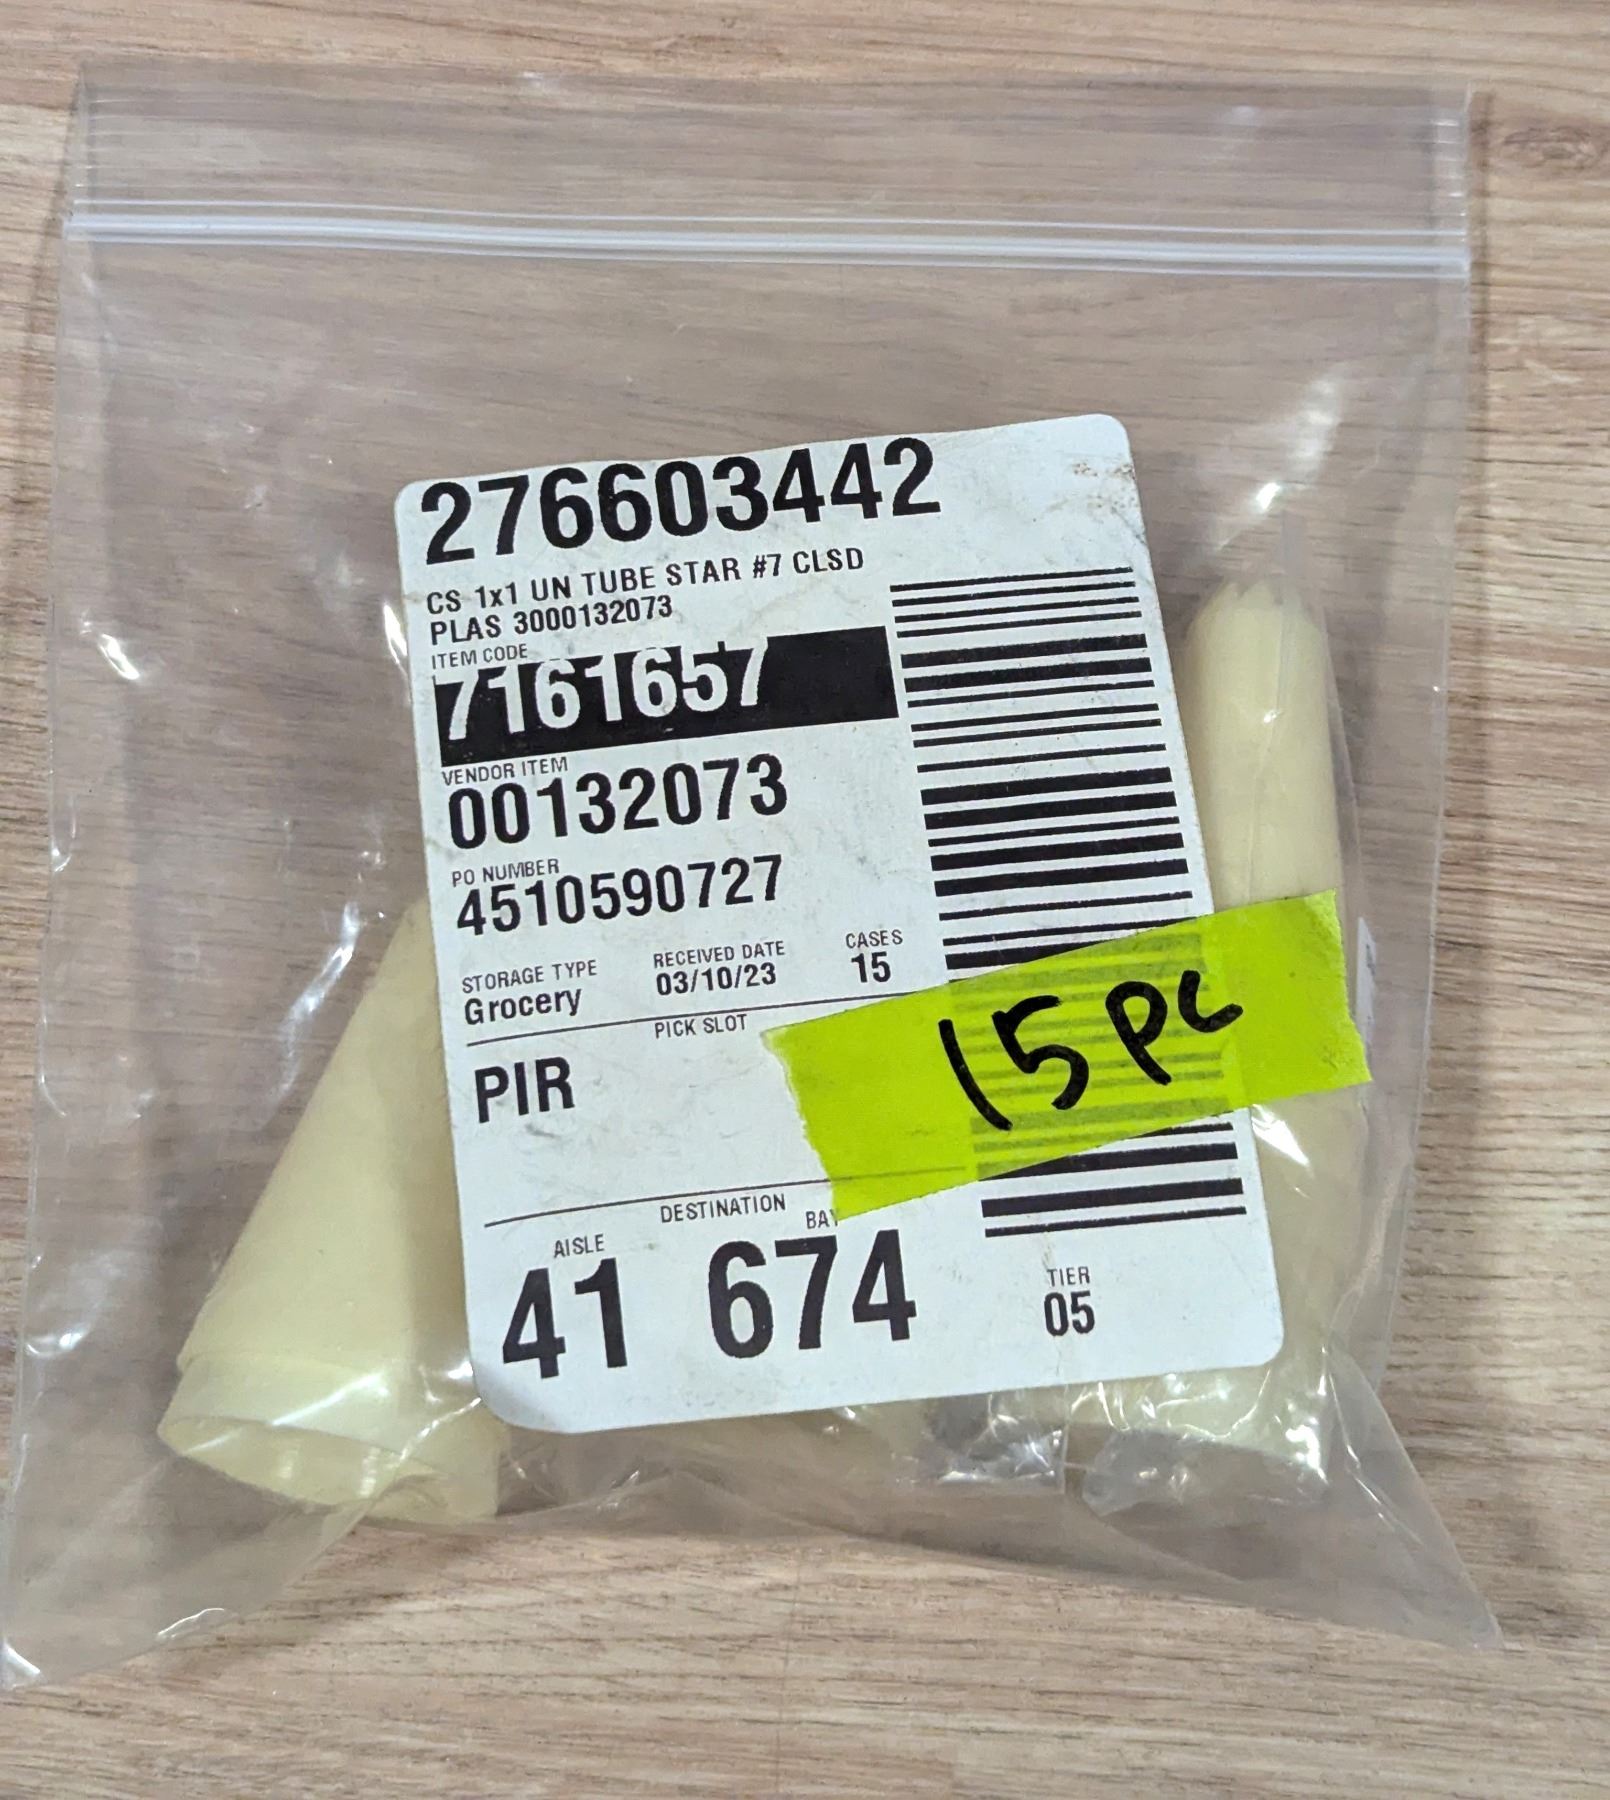 276603442
CS 1x1 UN TUBE STAR #7 CLSD
PLAS 3000132073
ITEM CODE
7161657
VENDOR ITEM
00132073
PO NUMBER
4510590727
STORAGE TYPE RECEIVED DATE CASES
Grocery 03/10/23 15
PICK SLOT
PIR
15 PC
DESTINATION
AISLE BAY TIER
41 674 05